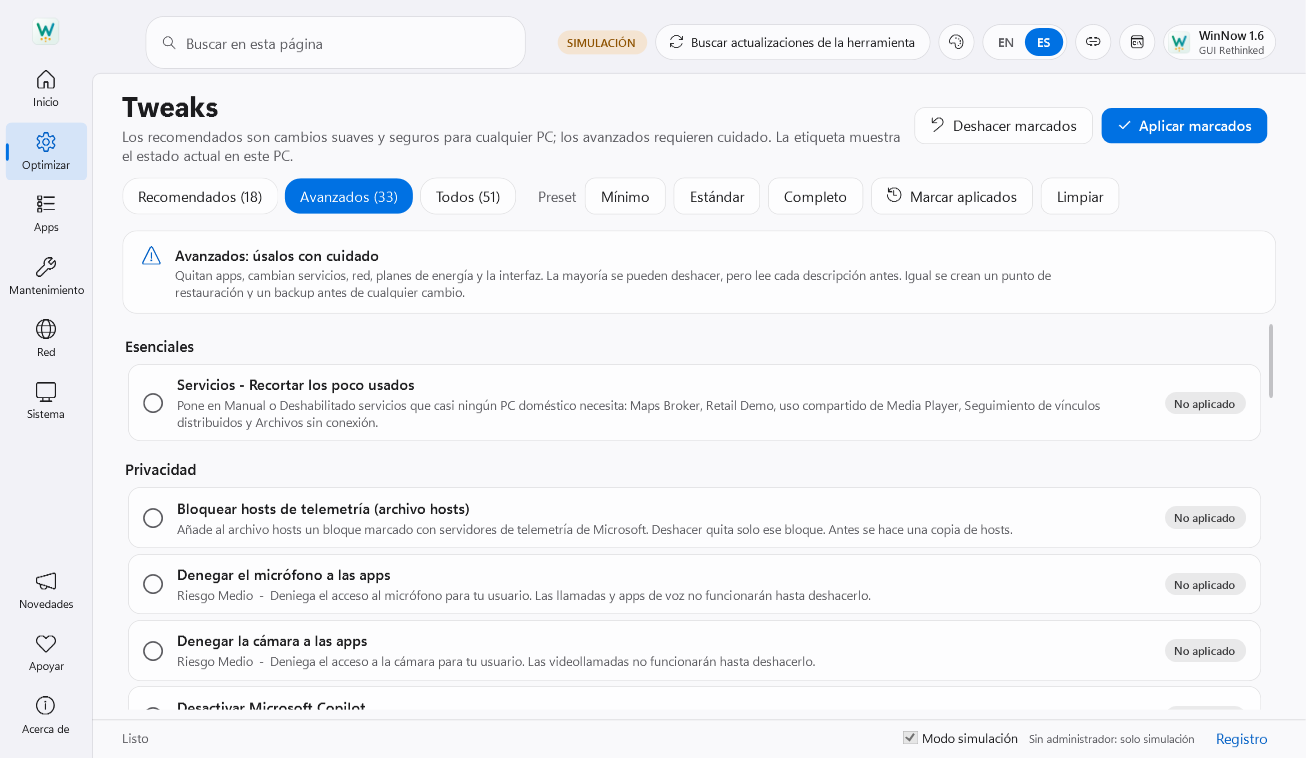 W
Buscar en esta página
SIMULACIÓN
Buscar actualizaciones de la herramienta
EN
ES
W
WinNow 1.6
GUI Rethinked
Inicio
Optimizar
Apps
Mantenimiento
Red
Sistema
Novedades
Apoyar
Acerca de
Tweaks
Los recomendados son cambios suaves y seguros para cualquier PC; los avanzados requieren cuidado. La etiqueta muestra
el estado actual en este PC.
Deshacer marcados
Aplicar marcados
Recomendados (18)
Avanzados (33)
Todos (51)
Preset
Mínimo
Estándar
Completo
Marcar aplicados
Limpiar
Avanzados: úsalos con cuidado
Quitan apps, cambian servicios, red, planes de energía y la interfaz. La mayoría se pueden deshacer, pero lee cada descripción antes. Igual se crean un punto de
restauración y un backup antes de cualquier cambio.
Esenciales
Servicios - Recortar los poco usados
Pone en Manual o Deshabilitado servicios que casi ningún PC doméstico necesita: Maps Broker, Retail Demo, uso compartido de Media Player, Seguimiento de vínculos
distribuidos y Archivos sin conexión.
No aplicado
Privacidad
Bloquear hosts de telemetría (archivo hosts)
Añade al archivo hosts un bloque marcado con servidores de telemetría de Microsoft. Deshacer quita solo ese bloque. Antes se hace una copia de hosts.
No aplicado
Denegar el micrófono a las apps
Riesgo Medio - Deniega el acceso al micrófono para tu usuario. Las llamadas y apps de voz no funcionarán hasta deshacerlo.
No aplicado
Denegar la cámara a las apps
Riesgo Medio - Deniega el acceso a la cámara para tu usuario. Las videollamadas no funcionarán hasta deshacerlo.
No aplicado
Desactivar Microsoft Copilot
Listo
Modo simulación
Sin administrador: solo simulación
Registro